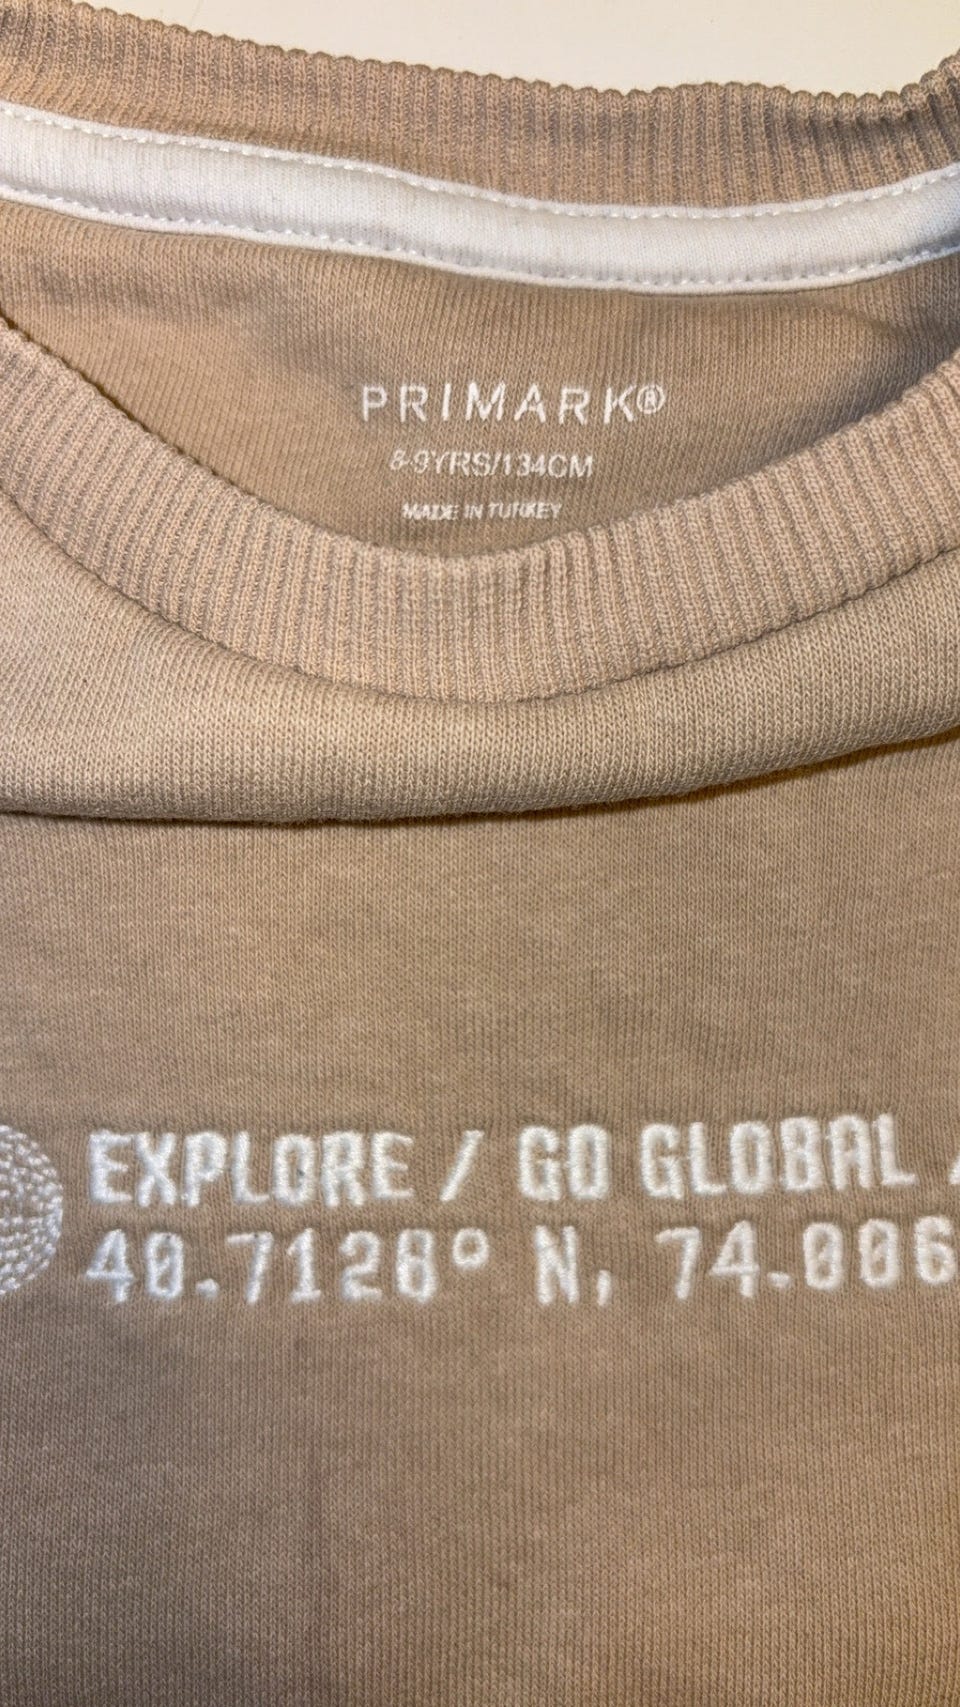 PRIMARK®
8-9YRS/134CM
MADE IN TURKEY
EXPLORE / GO GLOBAL /
40.7128° N, 74.006